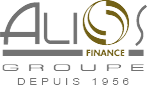 ALIOS
FINANCE
GROUPE
DEPUIS 1956